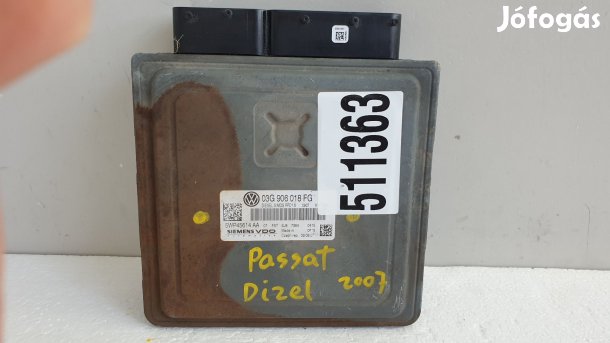 Jófogás
511363
03G 906 018 FG
5WP45614 AA
SIEMENS VDO
Passat
Dizel 2007